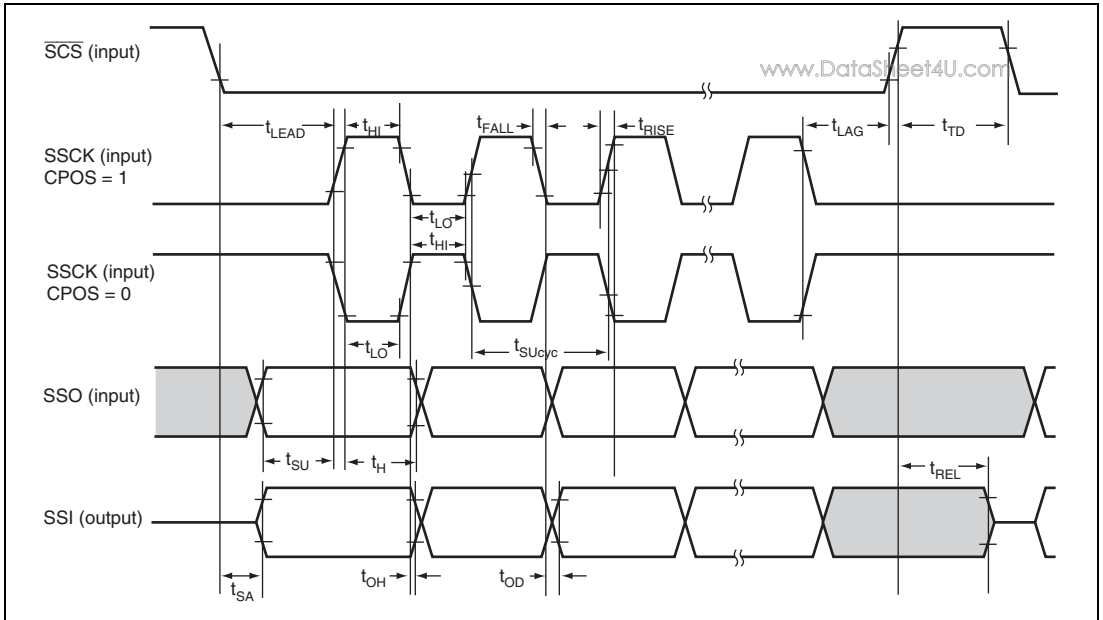 SCS (input)
www.DataSheet4U.com
tLEAD
tHI
tFALL
tRISE
tLAG
tTD
SSCK (input)
CPOS = 1
tLO
tHI
SSCK (input)
CPOS = 0
tLO
tSUcyc
SSO (input)
tSU
tH
tREL
SSI (output)
tSA
tOH
tOD